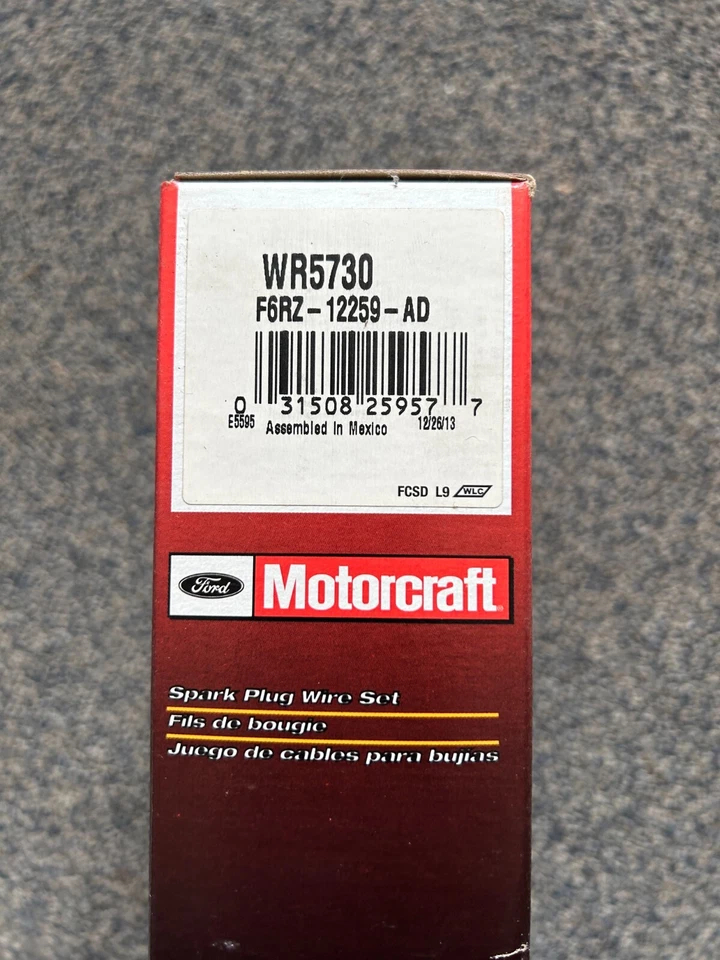 WR5730
F6RZ-12259-AD
0 31508 25957 7
E5595 Assembled In Mexico 12/26/13
FCSD L9 WLC
Ford Motorcraft
Spark Plug Wire Set
Fils de bougie
Juego de cables para bujías